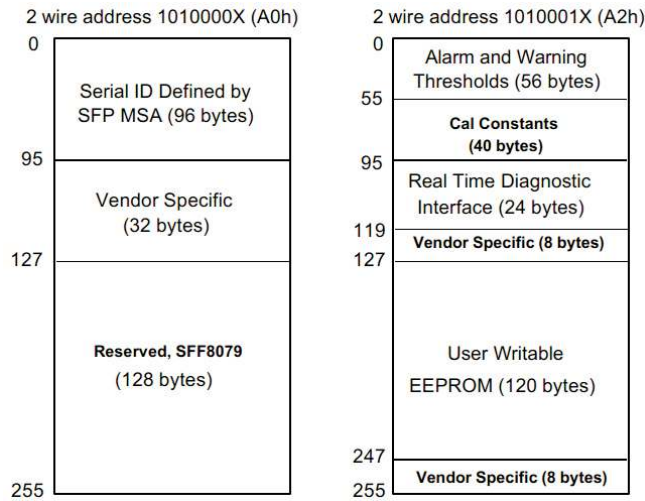 2 wire address 1010000X (A0h)
0
Serial ID Defined by
SFP MSA (96 bytes)
95
Vendor Specific
(32 bytes)
127
Reserved, SFF8079
(128 bytes)
255
2 wire address 1010001X (A2h)
0
Alarm and Warning
Thresholds (56 bytes)
55
Cal Constants
(40 bytes)
95
Real Time Diagnostic
Interface (24 bytes)
119
Vendor Specific (8 bytes)
127
User Writable
EEPROM (120 bytes)
247
Vendor Specific (8 bytes)
255